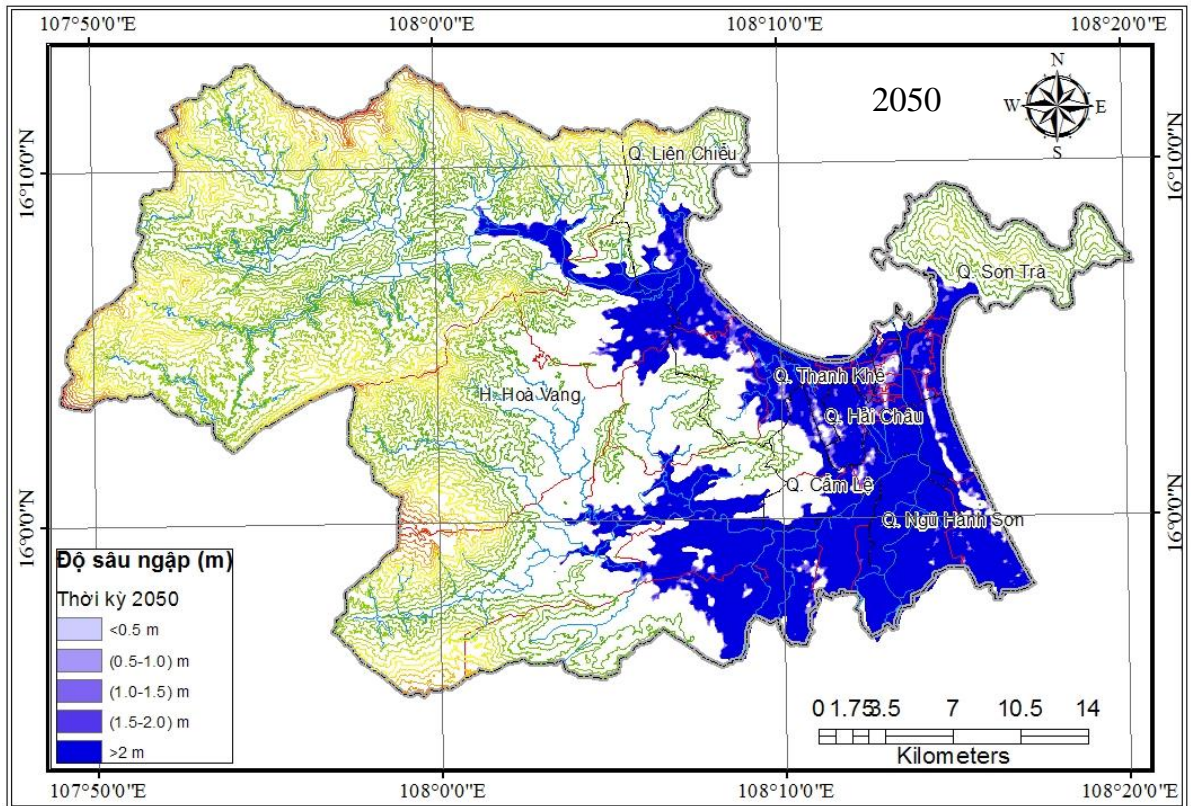 107°50'0"E 108°0'0"E 108°10'0"E 108°20'0"E
2050
N
W E
S
16°10'0"N 16°10'0"N
Q. Liên Chiểu
Q. Sơn Trà
Q. Thanh Khê
H. Hoà Vang
Q. Hải Châu
Q. Cẩm Lệ
16°0'0"N 16°0'0"N
Q. Ngũ Hành Sơn
Độ sâu ngập (m)
Thời kỳ 2050
<0.5 m
(0.5-1.0) m
(1.0-1.5) m
(1.5-2.0) m
>2 m
0 1.75 3.5 7 10.5 14
Kilometers
107°50'0"E 108°0'0"E 108°10'0"E 108°20'0"E